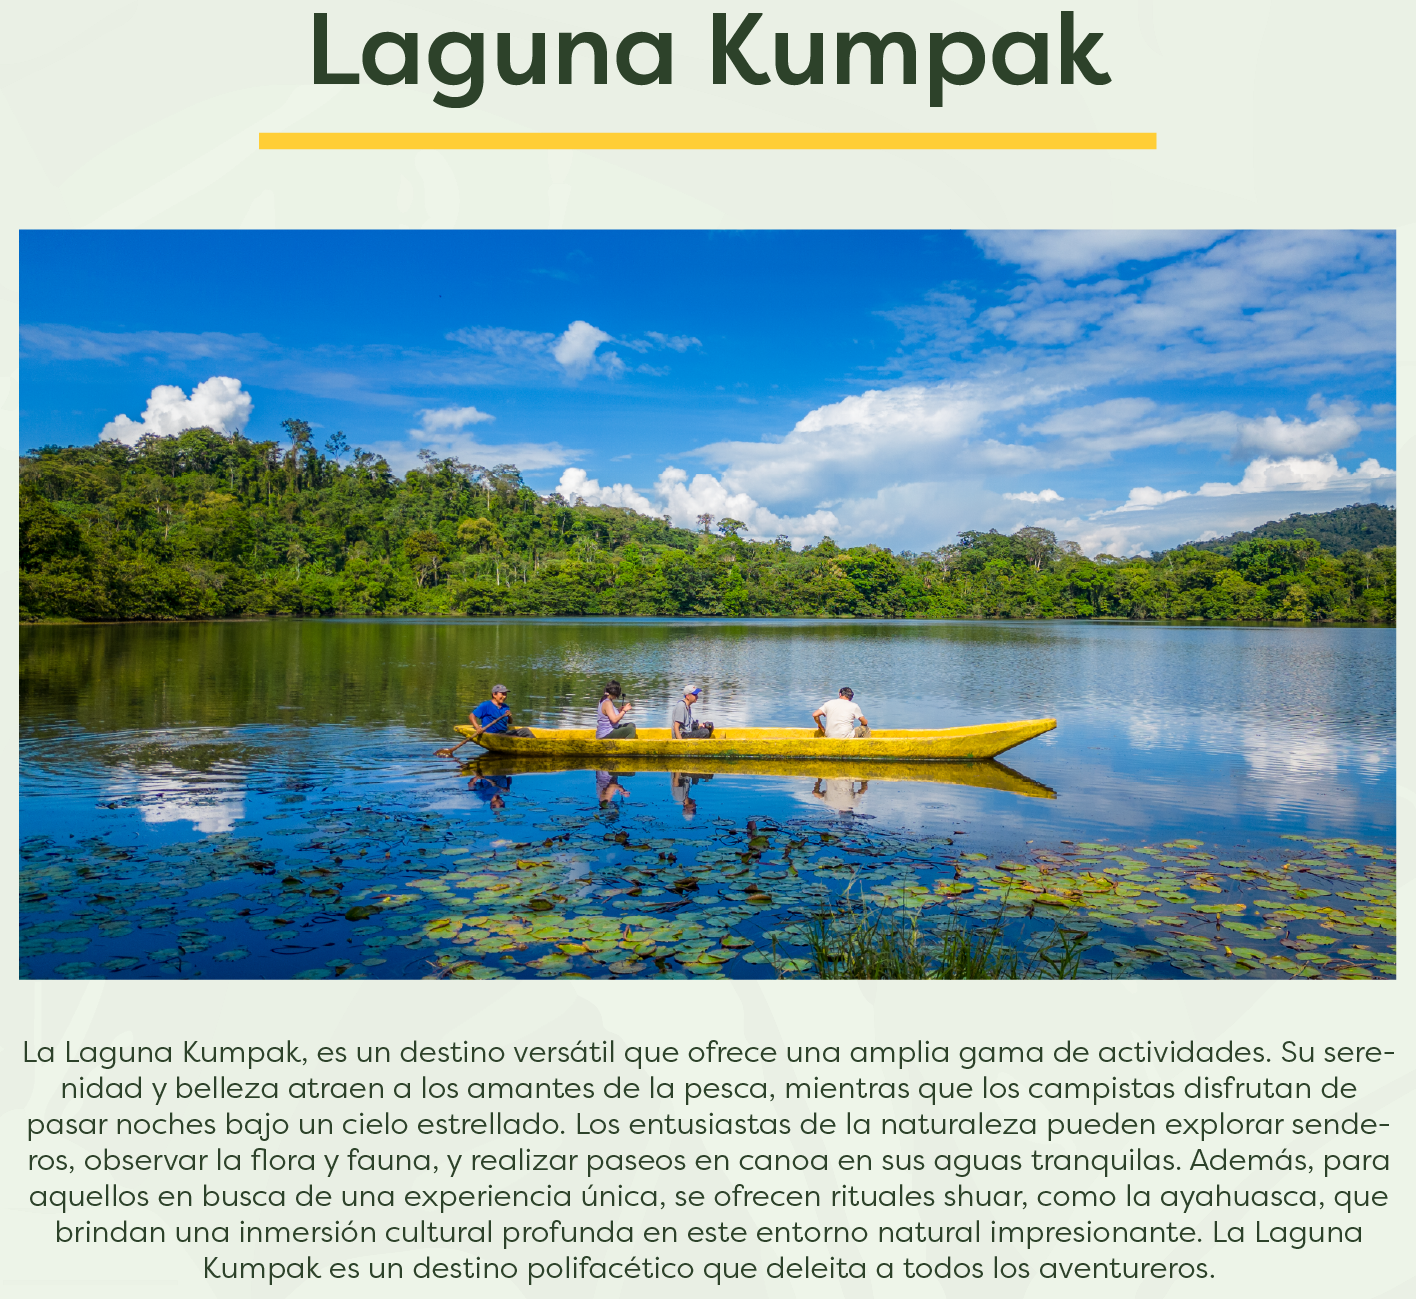 Laguna Kumpak
La Laguna Kumpak, es un destino versátil que ofrece una amplia gama de actividades. Su sere-
nidad y belleza atraen a los amantes de la pesca, mientras que los campistas disfrutan de
pasar noches bajo un cielo estrellado. Los entusiastas de la naturaleza pueden explorar sende-
ros, observar la flora y fauna, y realizar paseos en canoa en sus aguas tranquilas. Además, para
aquellos en busca de una experiencia única, se ofrecen rituales shuar, como la ayahuasca, que
brindan una inmersión cultural profunda en este entorno natural impresionante. La Laguna
Kumpak es un destino polifacético que deleita a todos los aventureros.